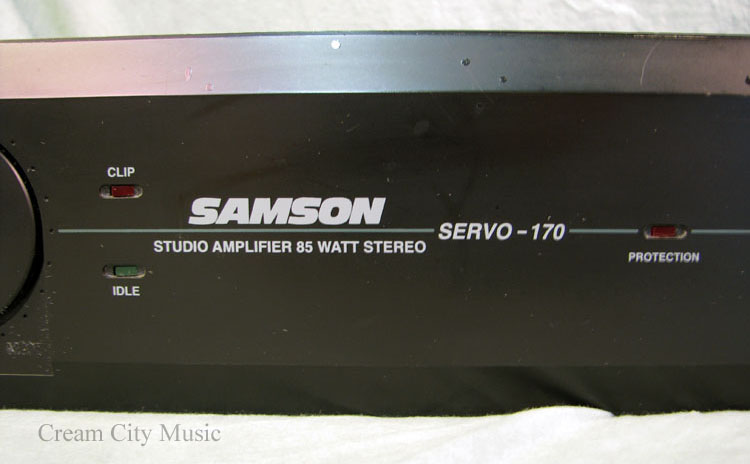 CLIP
SAMSON
SERVO - 170
STUDIO AMPLIFIER 85 WATT STEREO
PROTECTION
IDLE
Cream City Music